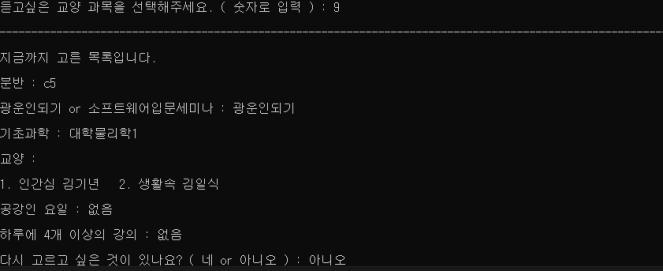 듣고싶은 교양 과목을 선택해주세요. ( 숫자로 입력 ) : 9
--------------------------------------------------------------------------------
지금까지 고른 목록입니다.
분반 : c5
광운인되기 or 소프트웨어입문세미나 : 광운인되기
기초과학 : 대학물리학1
교양 :
1. 인간심 김기년 2. 생활속 김일식
공강인 요일 : 없음
하루에 4개 이상의 강의 : 없음
다시 고르고 싶은 것이 있나요? ( 네 or 아니오 ) : 아니오